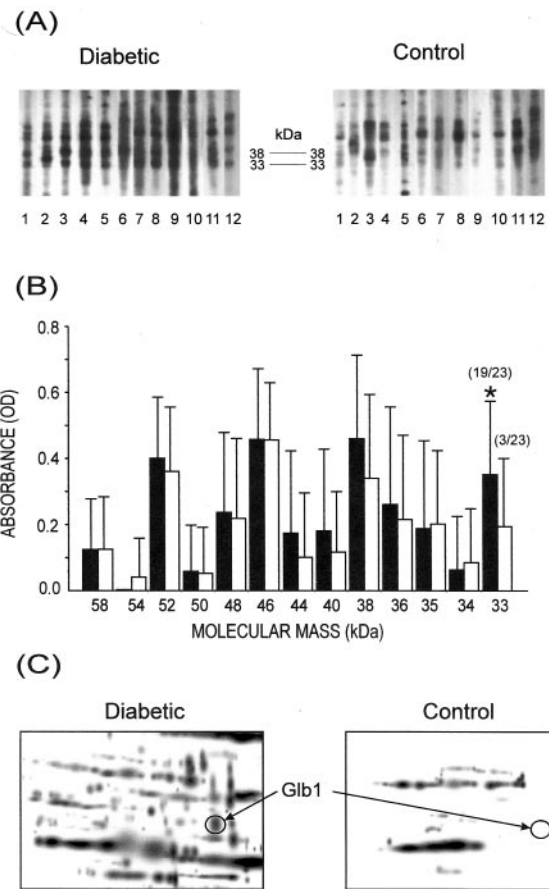 (A)
Diabetic Control
kDa
38 38
33 33
1 2 3 4 5 6 7 8 9 10 11 12 1 2 3 4 5 6 7 8 9 10 11 12
(B)
ABSORBANCE (OD)
0.8
0.6
0.4
0.2
0.0
(19/23)
*
(3/23)
58 54 52 50 48 46 44 40 38 36 35 34 33
MOLECULAR MASS (kDa)
(C)
Diabetic Control
Glb1